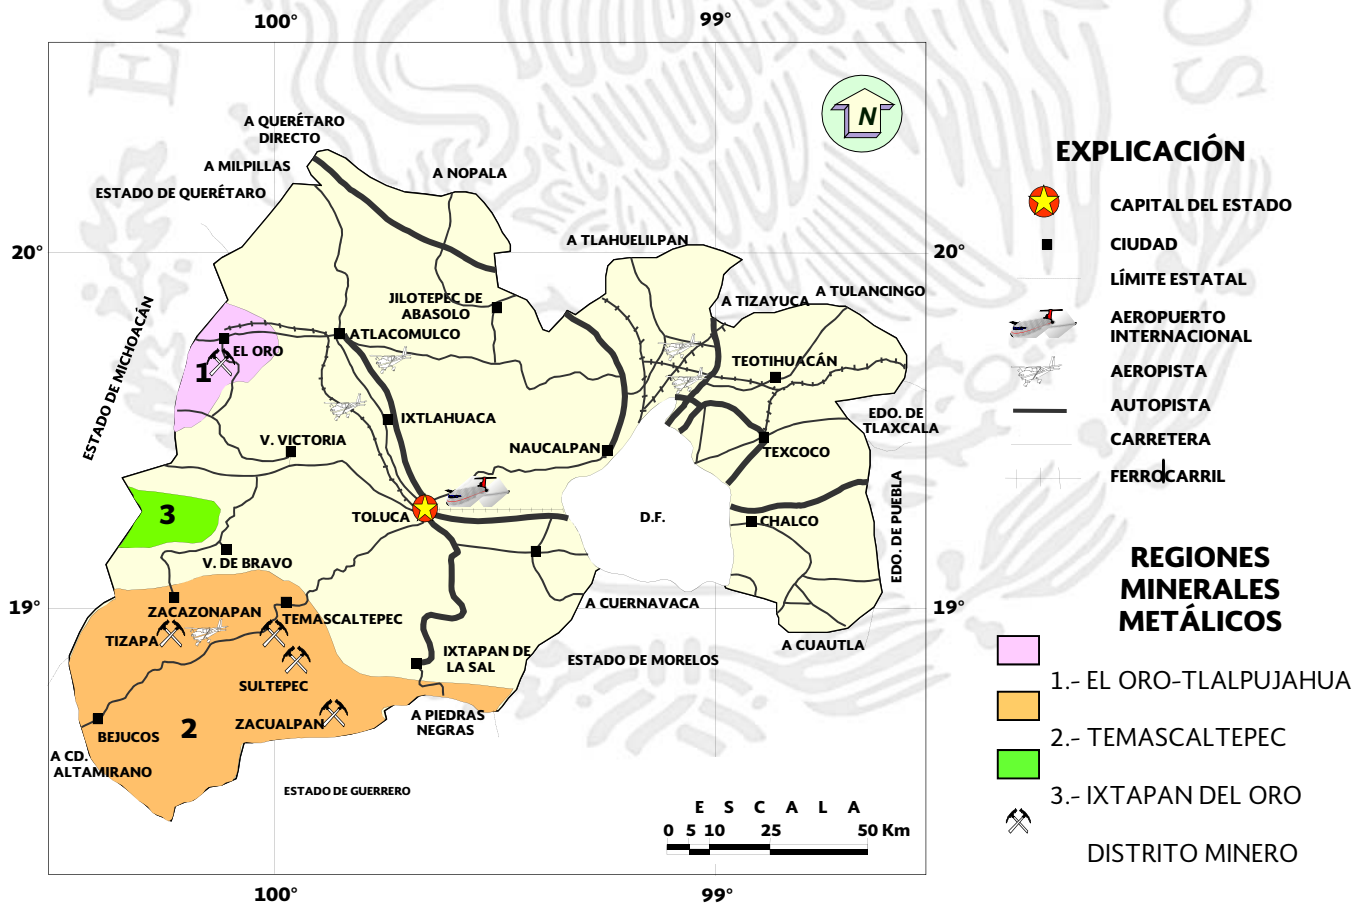 100°
99°
A QUERÉTARO
DIRECTO
A MILPILLAS
A NOPALA
ESTADO DE QUERÉTARO
N
20°
A TLAHUELILPAN
20°
A TIZAYUCA
A TULANCINGO
JILOTEPEC DE
ABASOLO
ATLACOMULCO
EL ORO
1
TEOTIHUACÁN
ESTADO DE MICHOACÁN
IXTLAHUACA
EDO. DE
TLAXCALA
V. VICTORIA
NAUCALPAN
TEXCOCO
3
TOLUCA
D.F.
CHALCO
EDO. DE PUEBLA
V. DE BRAVO
19°
ZACAZONAPAN
TEMASCALTEPEC
A CUERNAVACA
19°
TIZAPA
A CUAUTLA
IXTAPAN DE
LA SAL
ESTADO DE MORELOS
SULTEPEC
ZACUALPAN
A PIEDRAS
NEGRAS
2
BEJUCOS
A CD.
ALTAMIRANO
ESTADO DE GUERRERO
E S C A L A
0 5 10 25 50 Km
100°
99°
EXPLICACIÓN
CAPITAL DEL ESTADO
CIUDAD
LÍMITE ESTATAL
AEROPUERTO
INTERNACIONAL
AEROPISTA
AUTOPISTA
CARRETERA
FERROCARRIL
REGIONES
MINERALES
METÁLICOS
1.- EL ORO-TLALPUJAHUA
2.- TEMASCALTEPEC
3.- IXTAPAN DEL ORO
DISTRITO MINERO